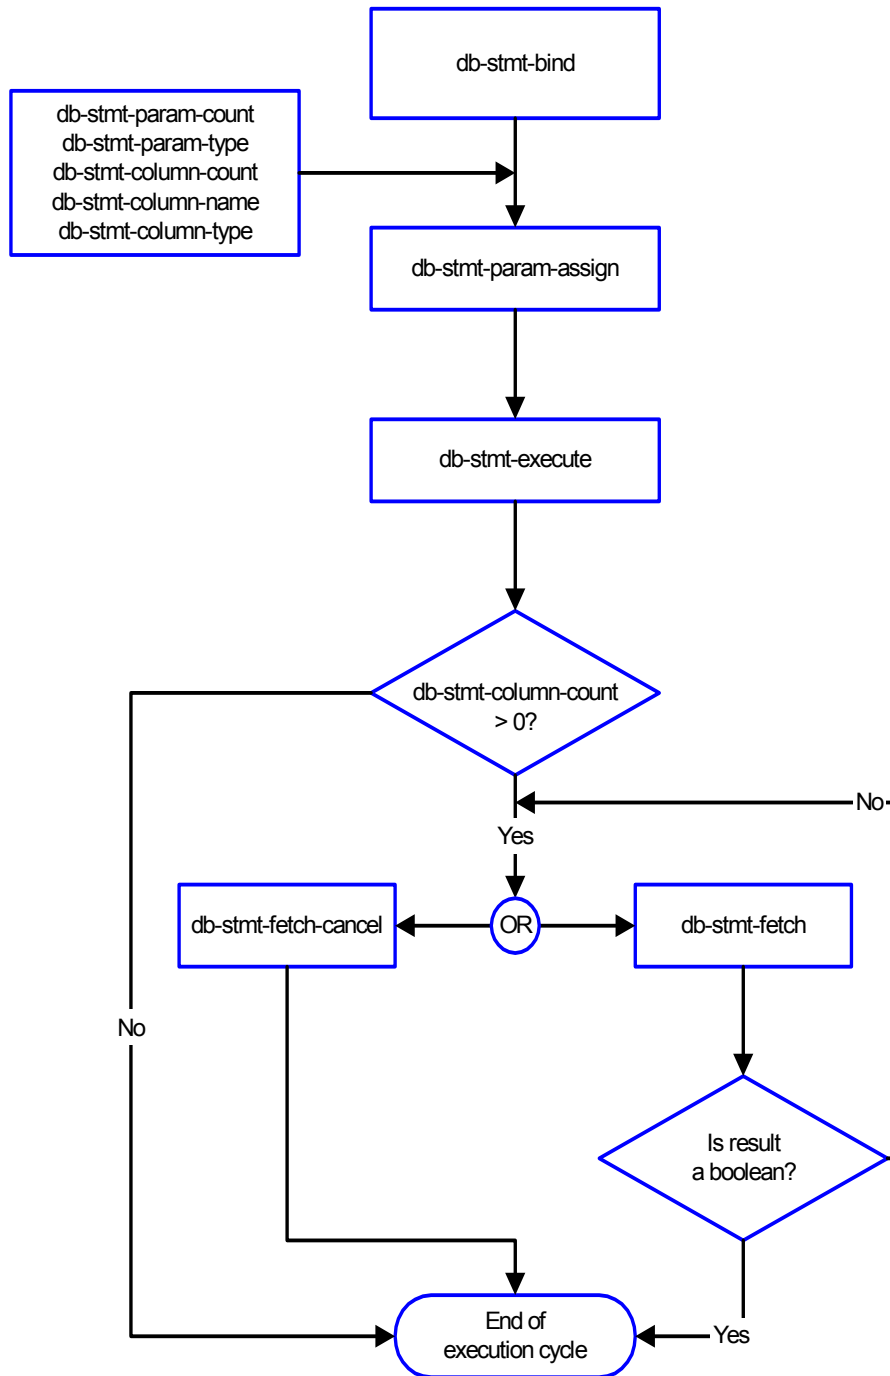 db-stmt-bind
db-stmt-param-count
db-stmt-param-type
db-stmt-column-count
db-stmt-column-name
db-stmt-column-type
db-stmt-param-assign
db-stmt-execute
db-stmt-column-count
> 0?
No
Yes
db-stmt-fetch-cancel
OR
db-stmt-fetch
No
Is result
a boolean?
End of
execution cycle
Yes